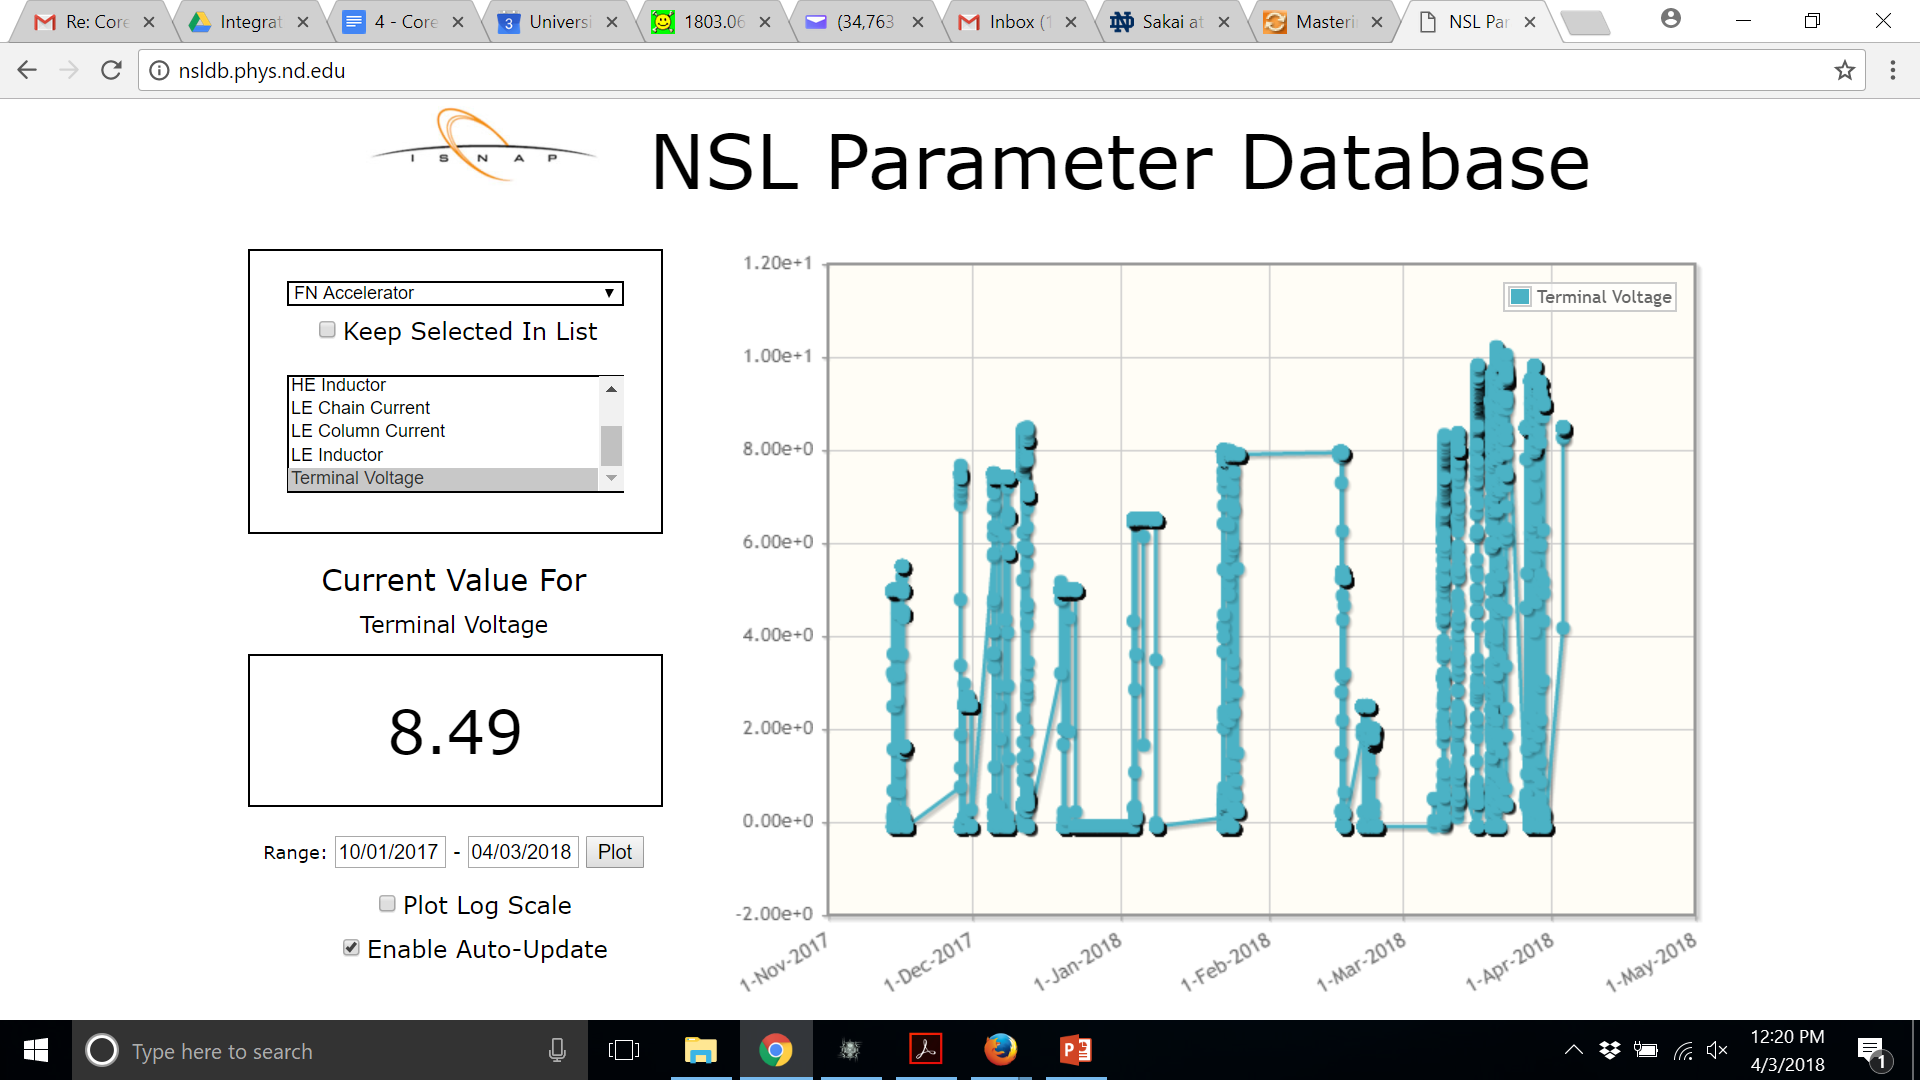 Re: Core
Integrat
4 - Core
Universi
1803.06
(34,763
Inbox (1
Sakai at
Masterin
NSL Par
nsldb.phys.nd.edu
ISNAP
NSL Parameter Database
FN Accelerator
Keep Selected In List
HE Inductor
LE Chain Current
LE Column Current
LE Inductor
Terminal Voltage
Current Value For
Terminal Voltage
8.49
Range: 10/01/2017 - 04/03/2018 Plot
Plot Log Scale
Enable Auto-Update
1.20e+1
1.00e+1
8.00e+0
6.00e+0
4.00e+0
2.00e+0
0.00e+0
-2.00e+0
Terminal Voltage
1-Nov-2017
1-Dec-2017
1-Jan-2018
1-Feb-2018
1-Mar-2018
1-Apr-2018
1-May-2018
Type here to search
12:20 PM
4/3/2018
1